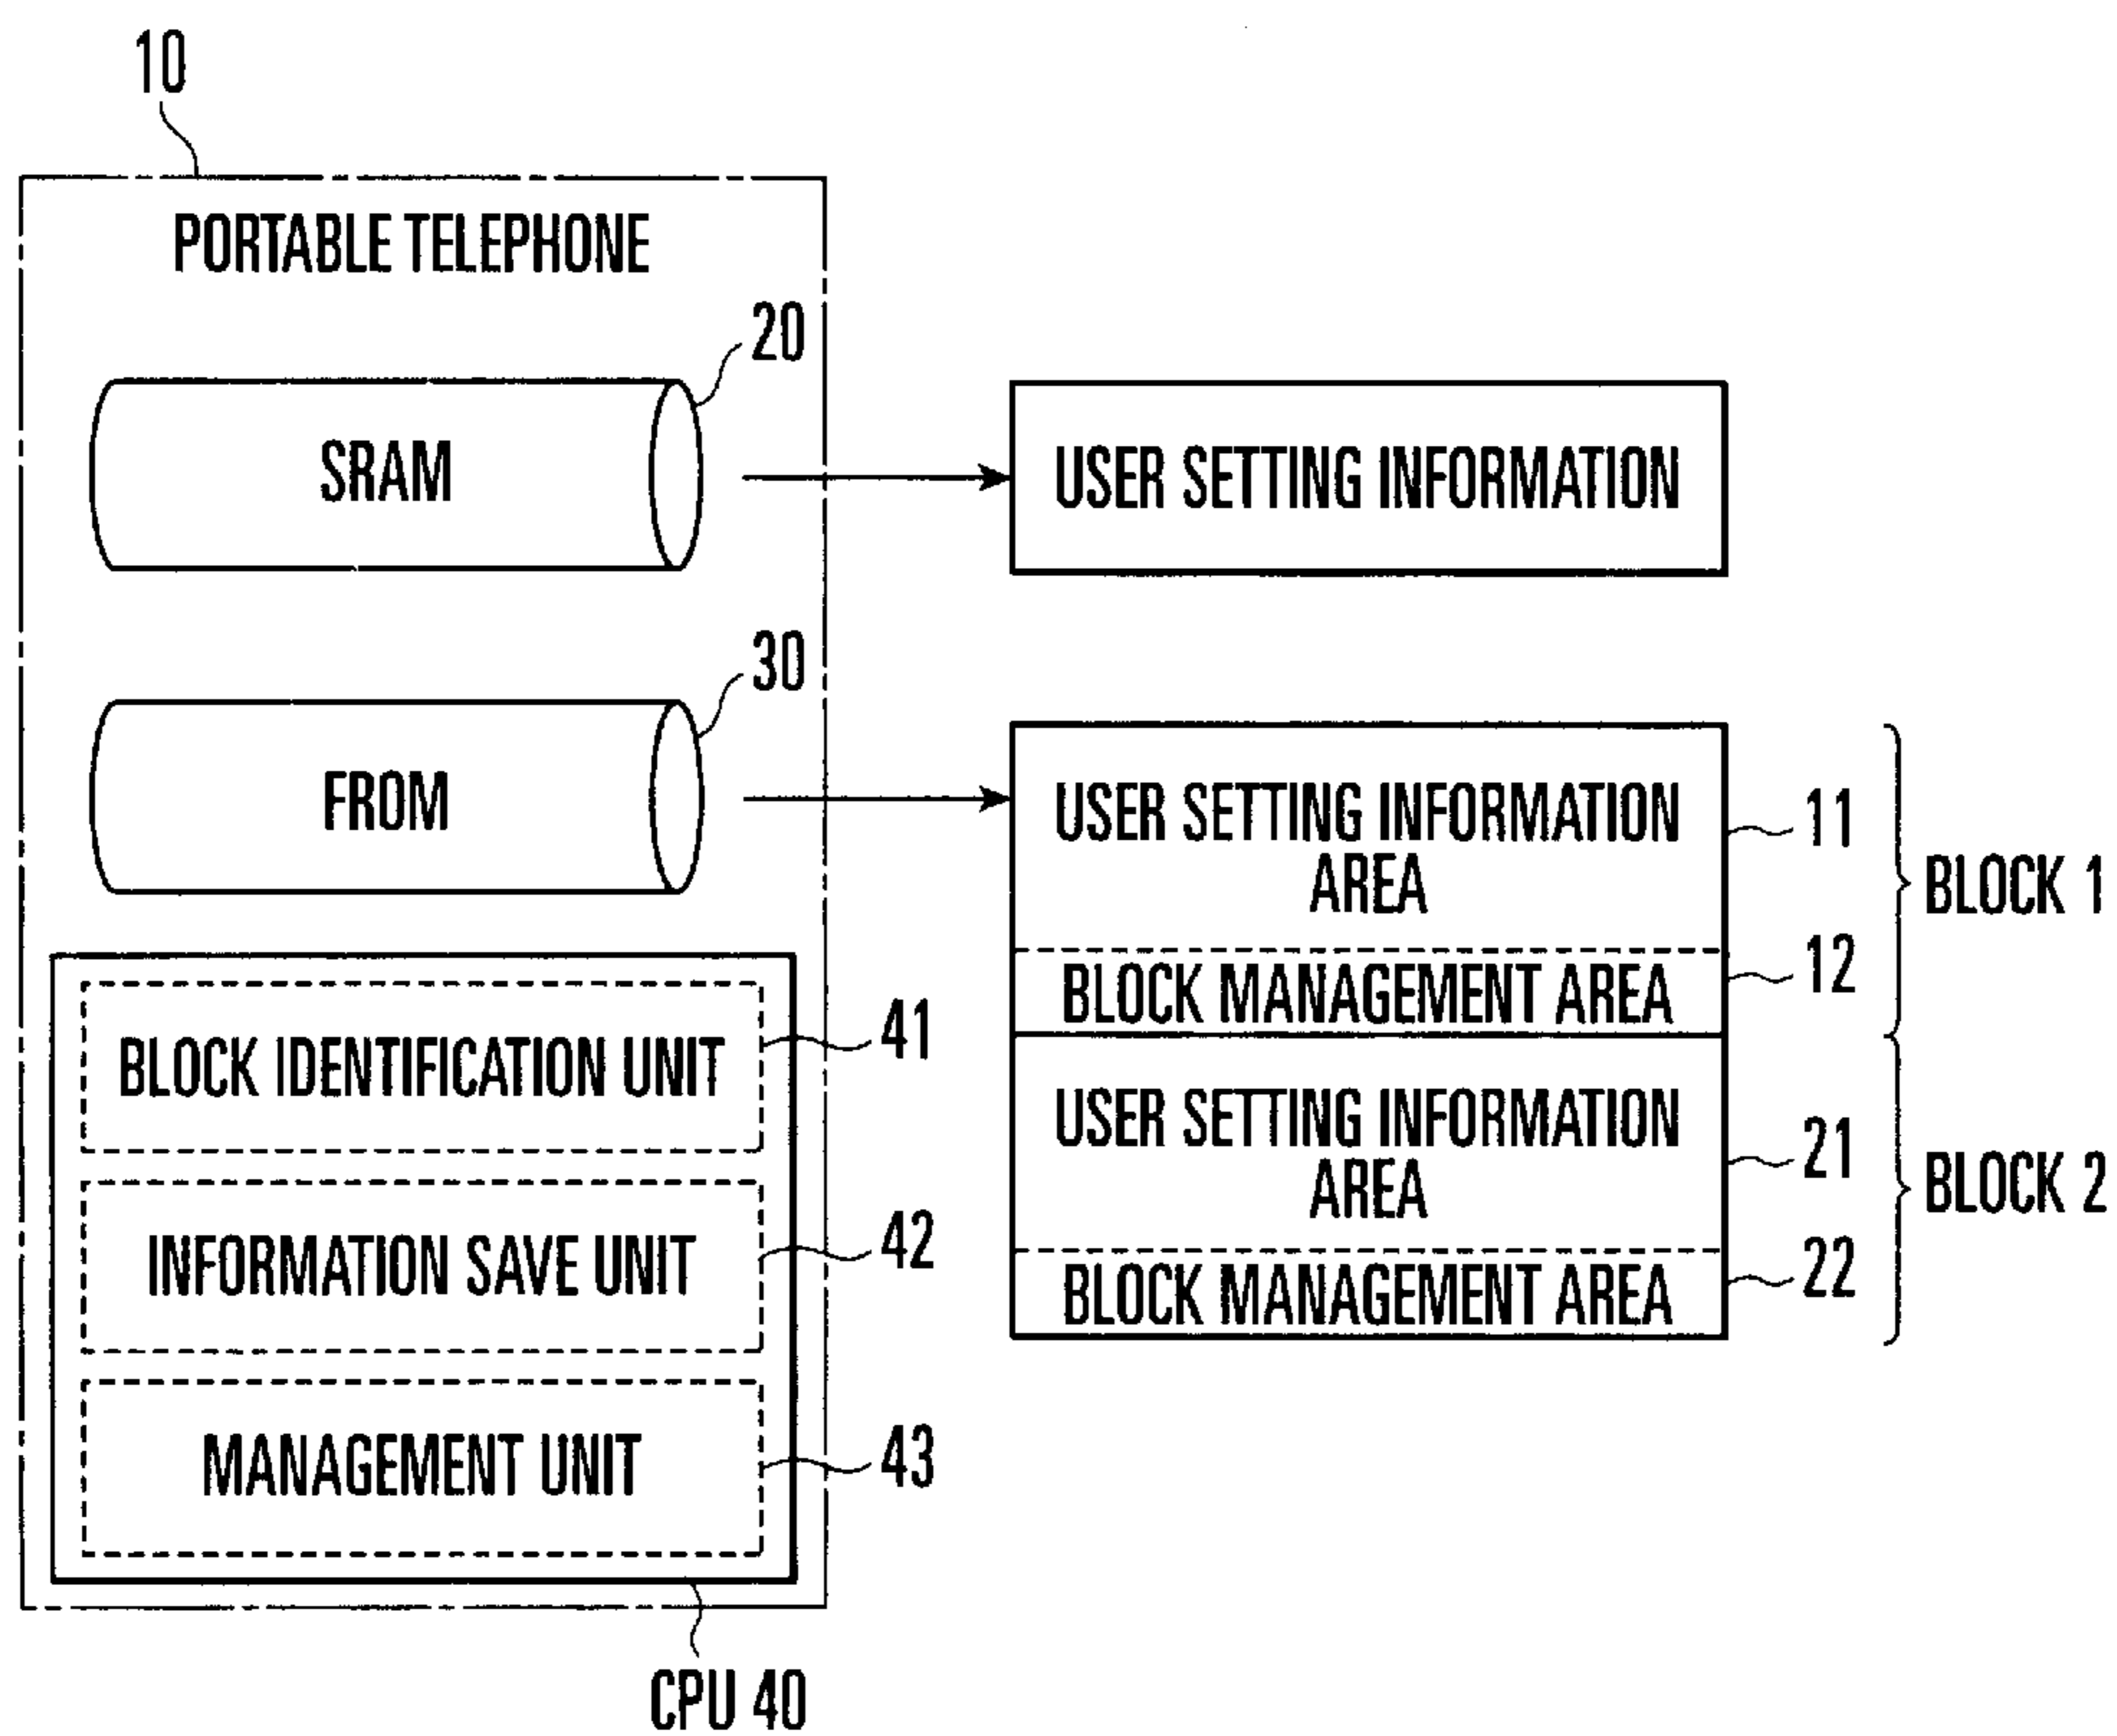 10
PORTABLE TELEPHONE
20
SRAM
USER SETTING INFORMATION
30
FROM
USER SETTING INFORMATION
AREA
11
BLOCK 1
BLOCK MANAGEMENT AREA
12
USER SETTING INFORMATION
AREA
21
BLOCK 2
BLOCK MANAGEMENT AREA
22
BLOCK IDENTIFICATION UNIT
41
INFORMATION SAVE UNIT
42
MANAGEMENT UNIT
43
CPU 40